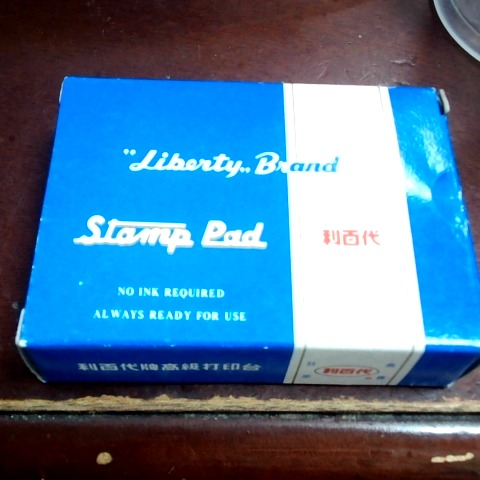 "Liberty" Brand
Stamp Pad
利百代
NO INK REQUIRED
ALWAYS READY FOR USE
利百代牌高級打印台
利百代